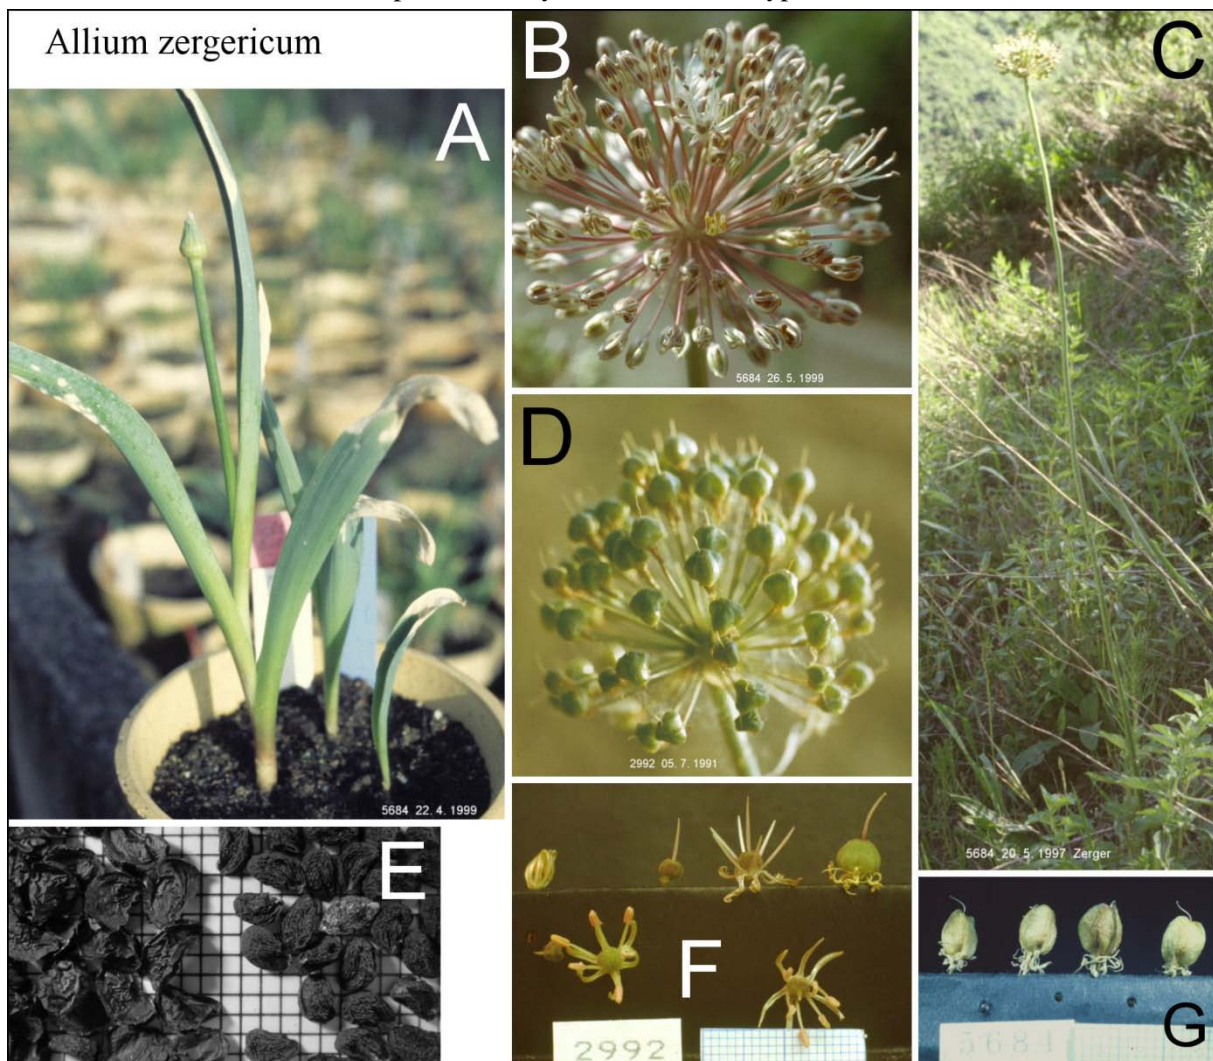 Allium zergericum
A
B
C
5684 26. 5. 1999
D
2992 05. 7. 1991
5684 22. 4. 1999
5684 20. 5. 1997 Zerger
E
F
2992
G
5684